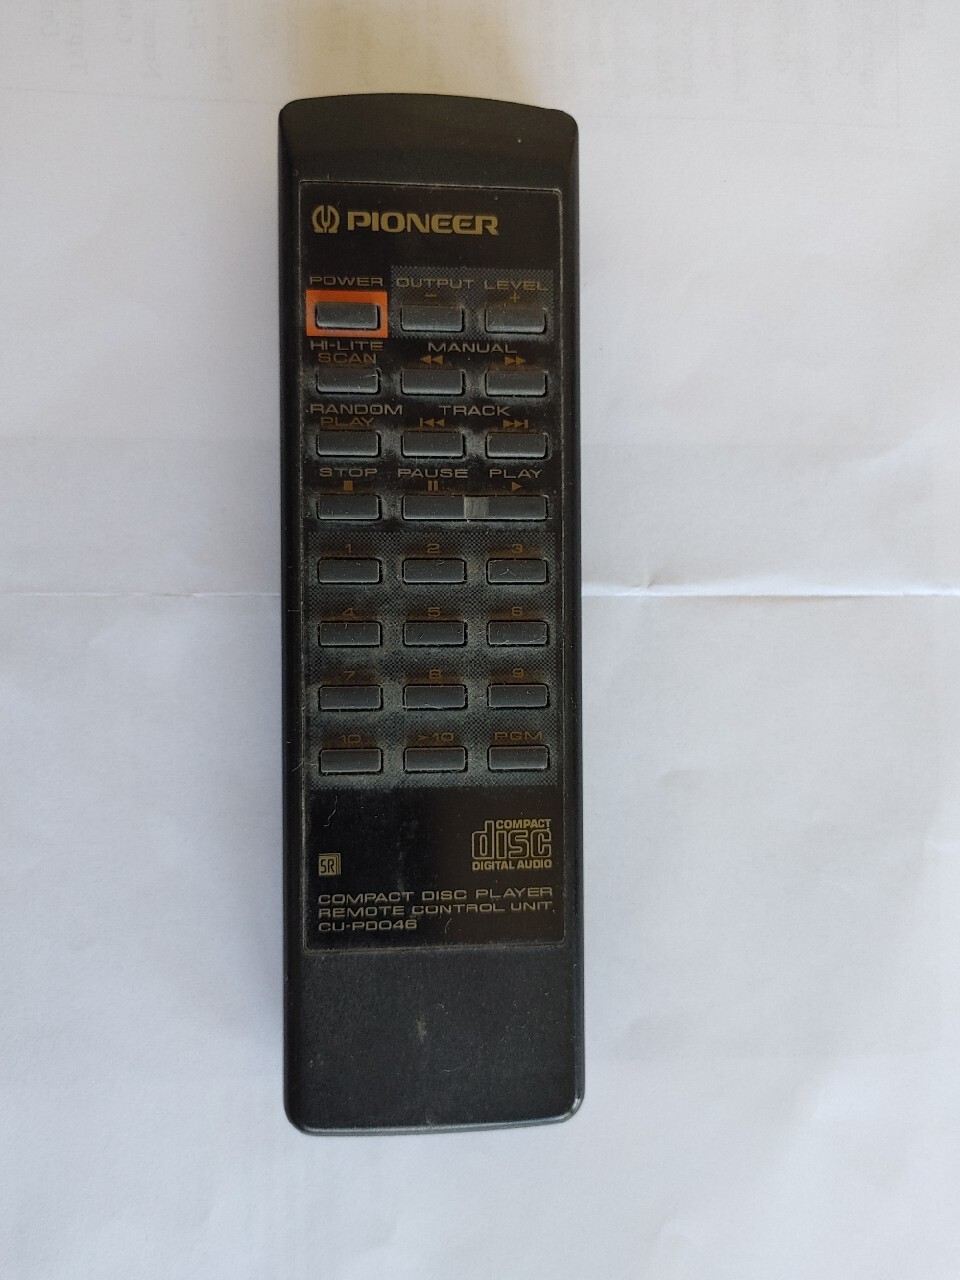 PIONEER
POWER OUTPUT LEVEL
− +
HI-LITE MANUAL
SCAN ◀◀ ▶▶
RANDOM TRACK
PLAY |◀◀ ▶▶|
STOP PAUSE PLAY
■ ❚❚ ▶
1 2 3
4 5 6
7 8 9
10 >10 PGM
COMPACT
disc
DIGITAL AUDIO
SR
COMPACT DISC PLAYER
REMOTE CONTROL UNIT
CU-PD046